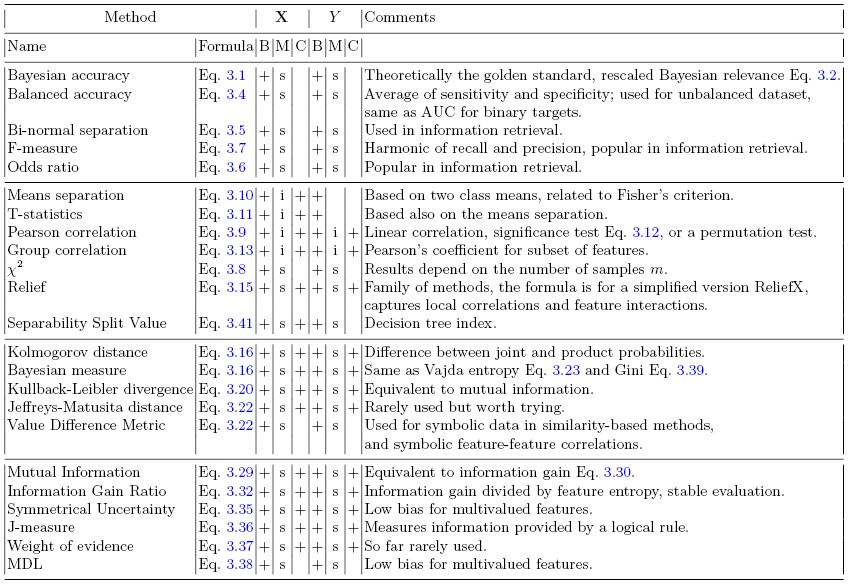 Method X Y Comments
Name Formula B M C B M C
Bayesian accuracy Eq. 3.1 + s + s Theoretically the golden standard, rescaled Bayesian relevance Eq. 3.2.
Balanced accuracy Eq. 3.4 + s + s Average of sensitivity and specificity; used for unbalanced dataset,
same as AUC for binary targets.
Bi-normal separation Eq. 3.5 + s + s Used in information retrieval.
F-measure Eq. 3.7 + s + s Harmonic of recall and precision, popular in information retrieval.
Odds ratio Eq. 3.6 + s + s Popular in information retrieval.
Means separation Eq. 3.10 + i + + Based on two class means, related to Fisher's criterion.
T-statistics Eq. 3.11 + i + + Based also on the means separation.
Pearson correlation Eq. 3.9 + i + + i + Linear correlation, significance test Eq. 3.12, or a permutation test.
Group correlation Eq. 3.13 + i + + i + Pearson's coefficient for subset of features.
χ² Eq. 3.8 + s + s Results depend on the number of samples m.
Relief Eq. 3.15 + s + + s + Family of methods, the formula is for a simplified version ReliefX,
captures local correlations and feature interactions.
Separability Split Value Eq. 3.41 + s + + s Decision tree index.
Kolmogorov distance Eq. 3.16 + s + + s + Difference between joint and product probabilities.
Bayesian measure Eq. 3.16 + s + + s + Same as Vajda entropy Eq. 3.23 and Gini Eq. 3.39.
Kullback-Leibler divergence Eq. 3.20 + s + + s + Equivalent to mutual information.
Jeffreys-Matusita distance Eq. 3.22 + s + + s + Rarely used but worth trying.
Value Difference Metric Eq. 3.22 + s + s Used for symbolic data in similarity-based methods,
and symbolic feature-feature correlations.
Mutual Information Eq. 3.29 + s + + s + Equivalent to information gain Eq. 3.30.
Information Gain Ratio Eq. 3.32 + s + + s + Information gain divided by feature entropy, stable evaluation.
Symmetrical Uncertainty Eq. 3.35 + s + + s + Low bias for multivalued features.
J-measure Eq. 3.36 + s + + s + Measures information provided by a logical rule.
Weight of evidence Eq. 3.37 + s + + s + So far rarely used.
MDL Eq. 3.38 + s + s Low bias for multivalued features.